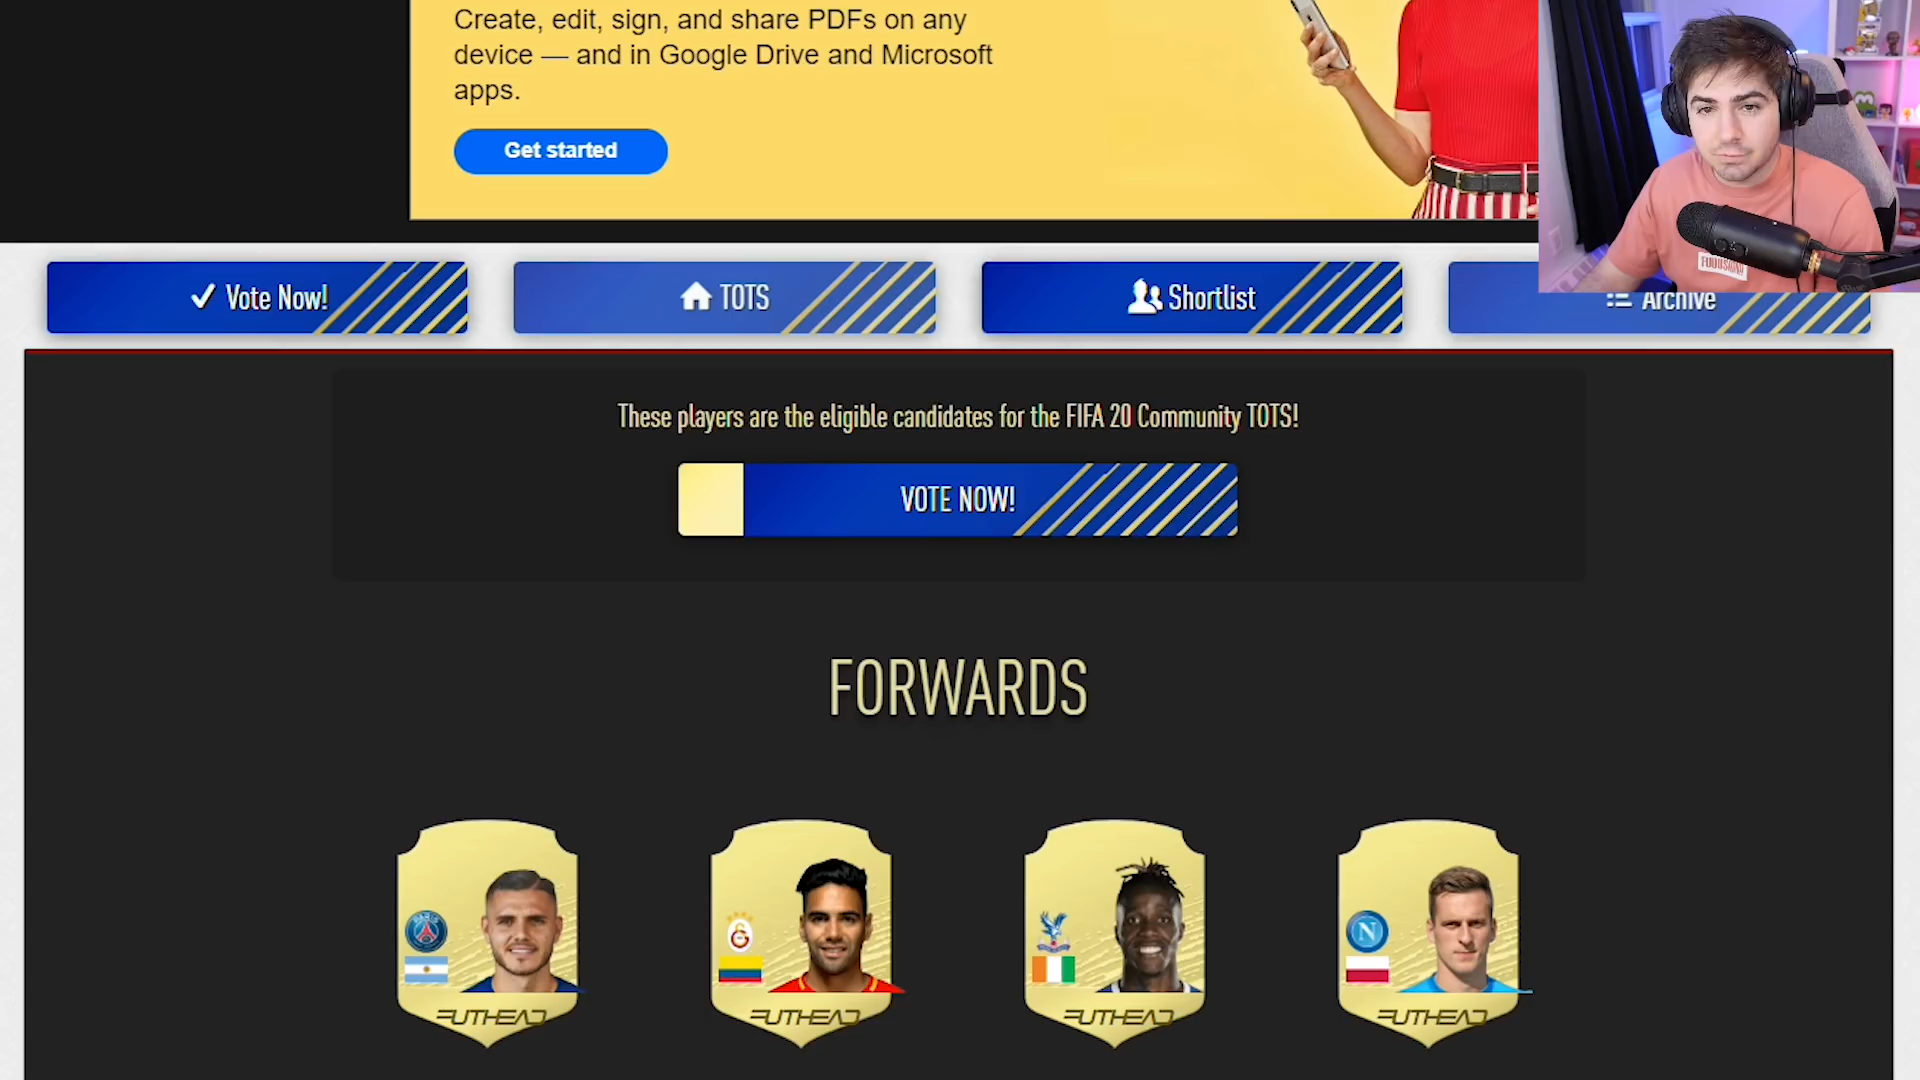 Create, edit, sign, and share PDFs on any
device — and in Google Drive and Microsoft
apps.
Get started
Vote Now!
TOTS
Shortlist
Archive
These players are the eligible candidates for the FIFA 20 Community TOTS!
VOTE NOW!
FORWARDS
PARIS
N
FUTHEAD
FUTHEAD
FUTHEAD
FUTHEAD